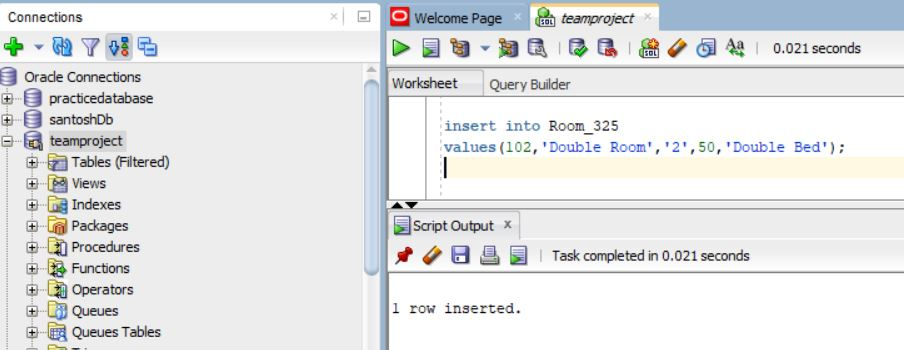 Connections
Oracle Connections
practicedatabase
santoshDb
teamproject
Tables (Filtered)
Views
Indexes
Packages
Procedures
Functions
Operators
Queues
Queues Tables
Welcome Page
teamproject
0.021 seconds
Worksheet
Query Builder
insert into Room_325
values(102,'Double Room','2',50,'Double Bed');
Script Output
Task completed in 0.021 seconds
1 row inserted.